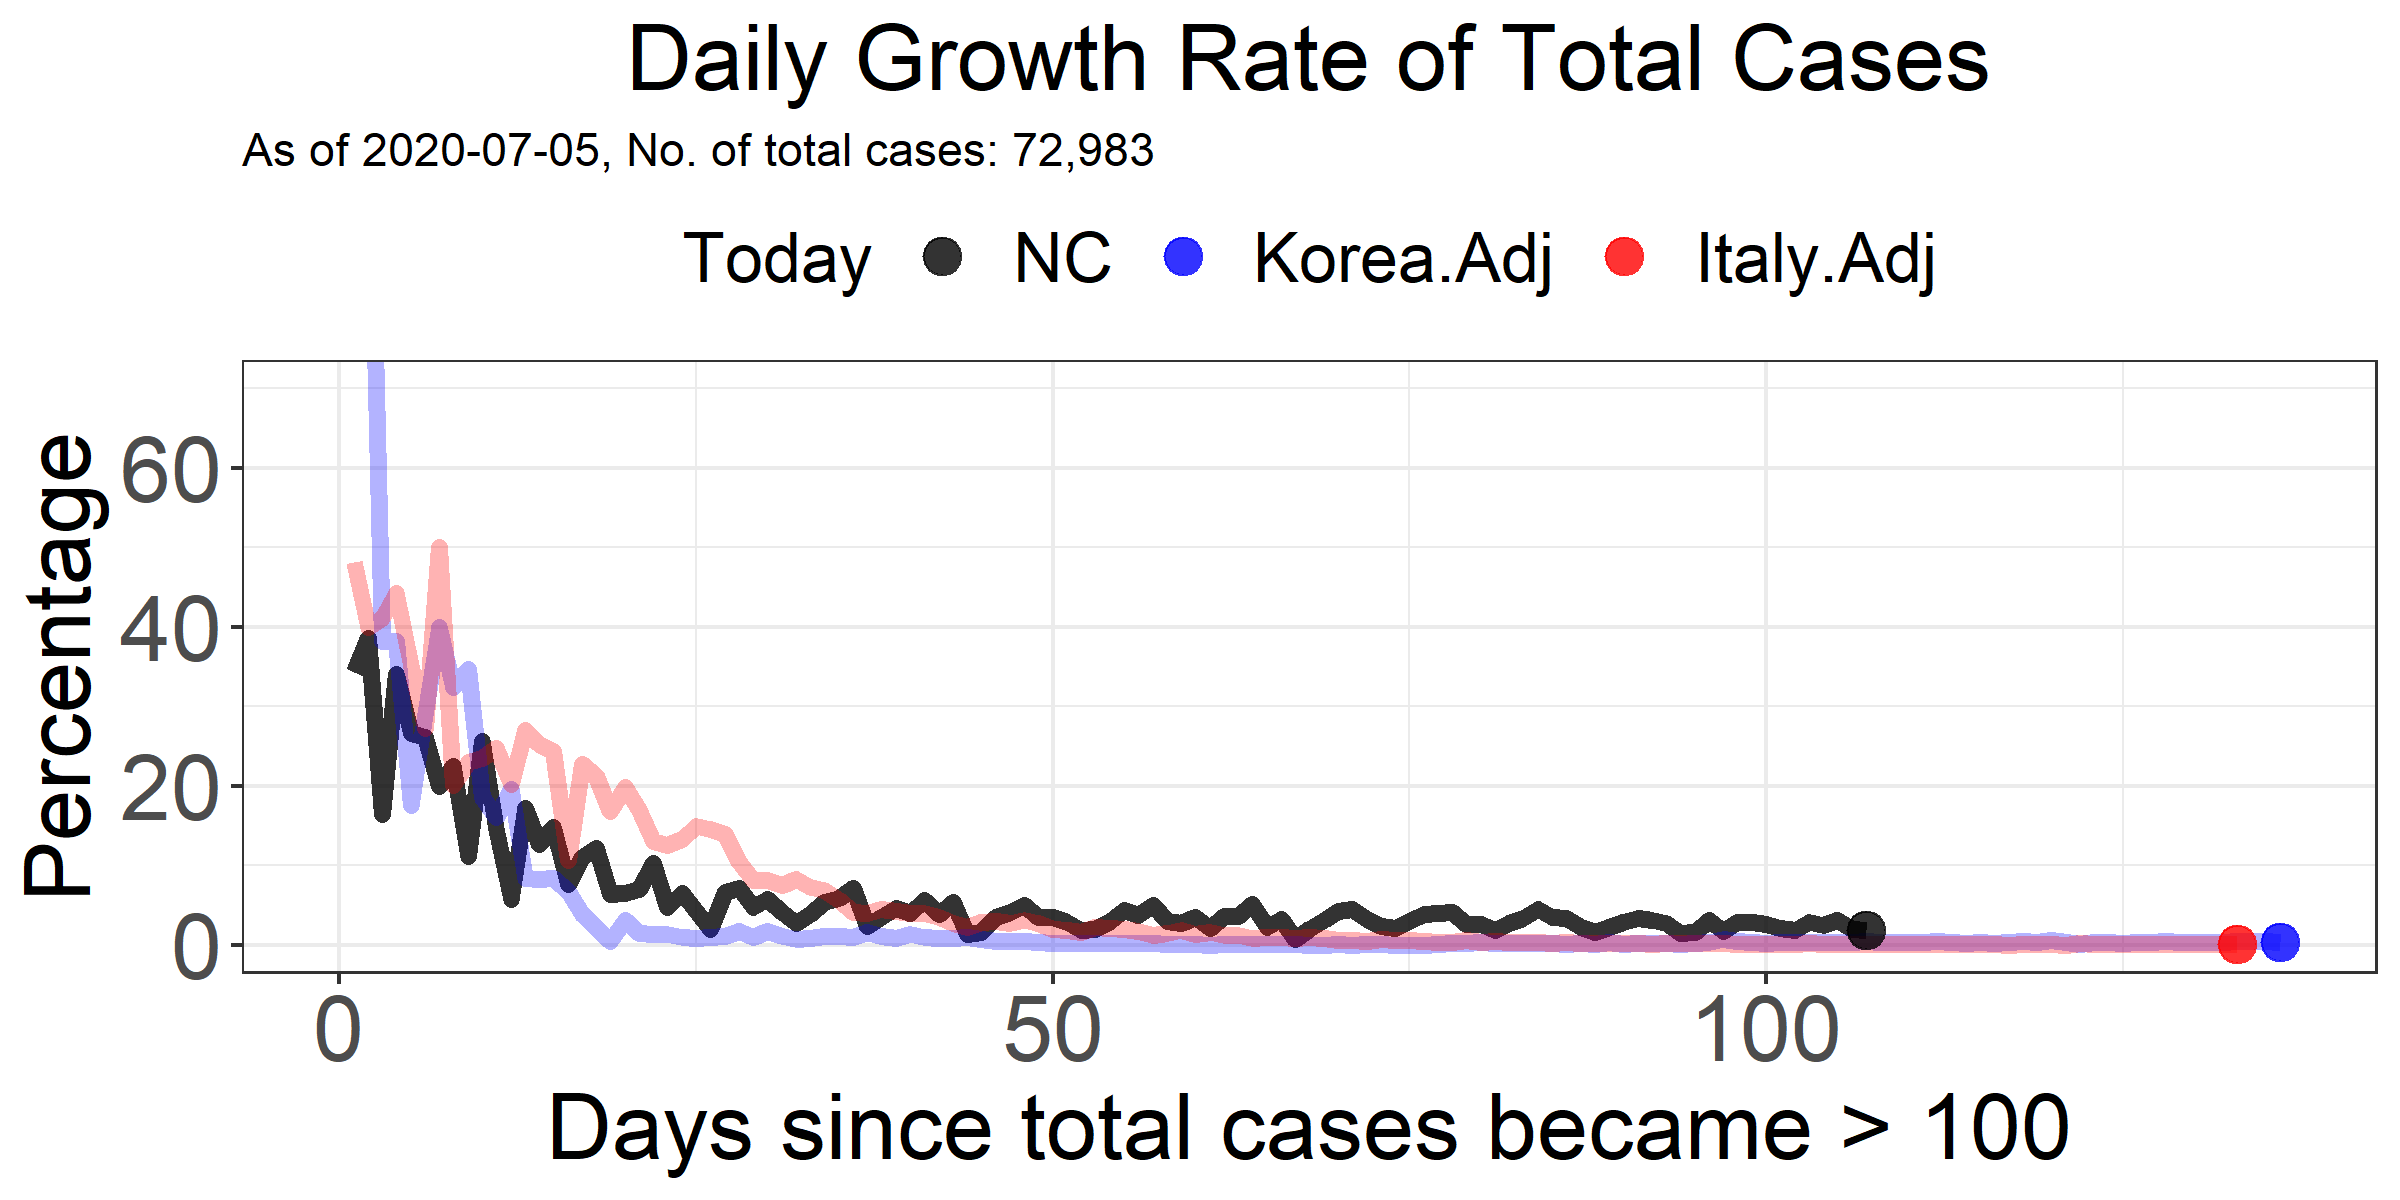 Daily Growth Rate of Total Cases
As of 2020-07-05, No. of total cases: 72,983
Today NC Korea.Adj Italy.Adj
Percentage
60
40
20
0
0 50 100
Days since total cases became > 100